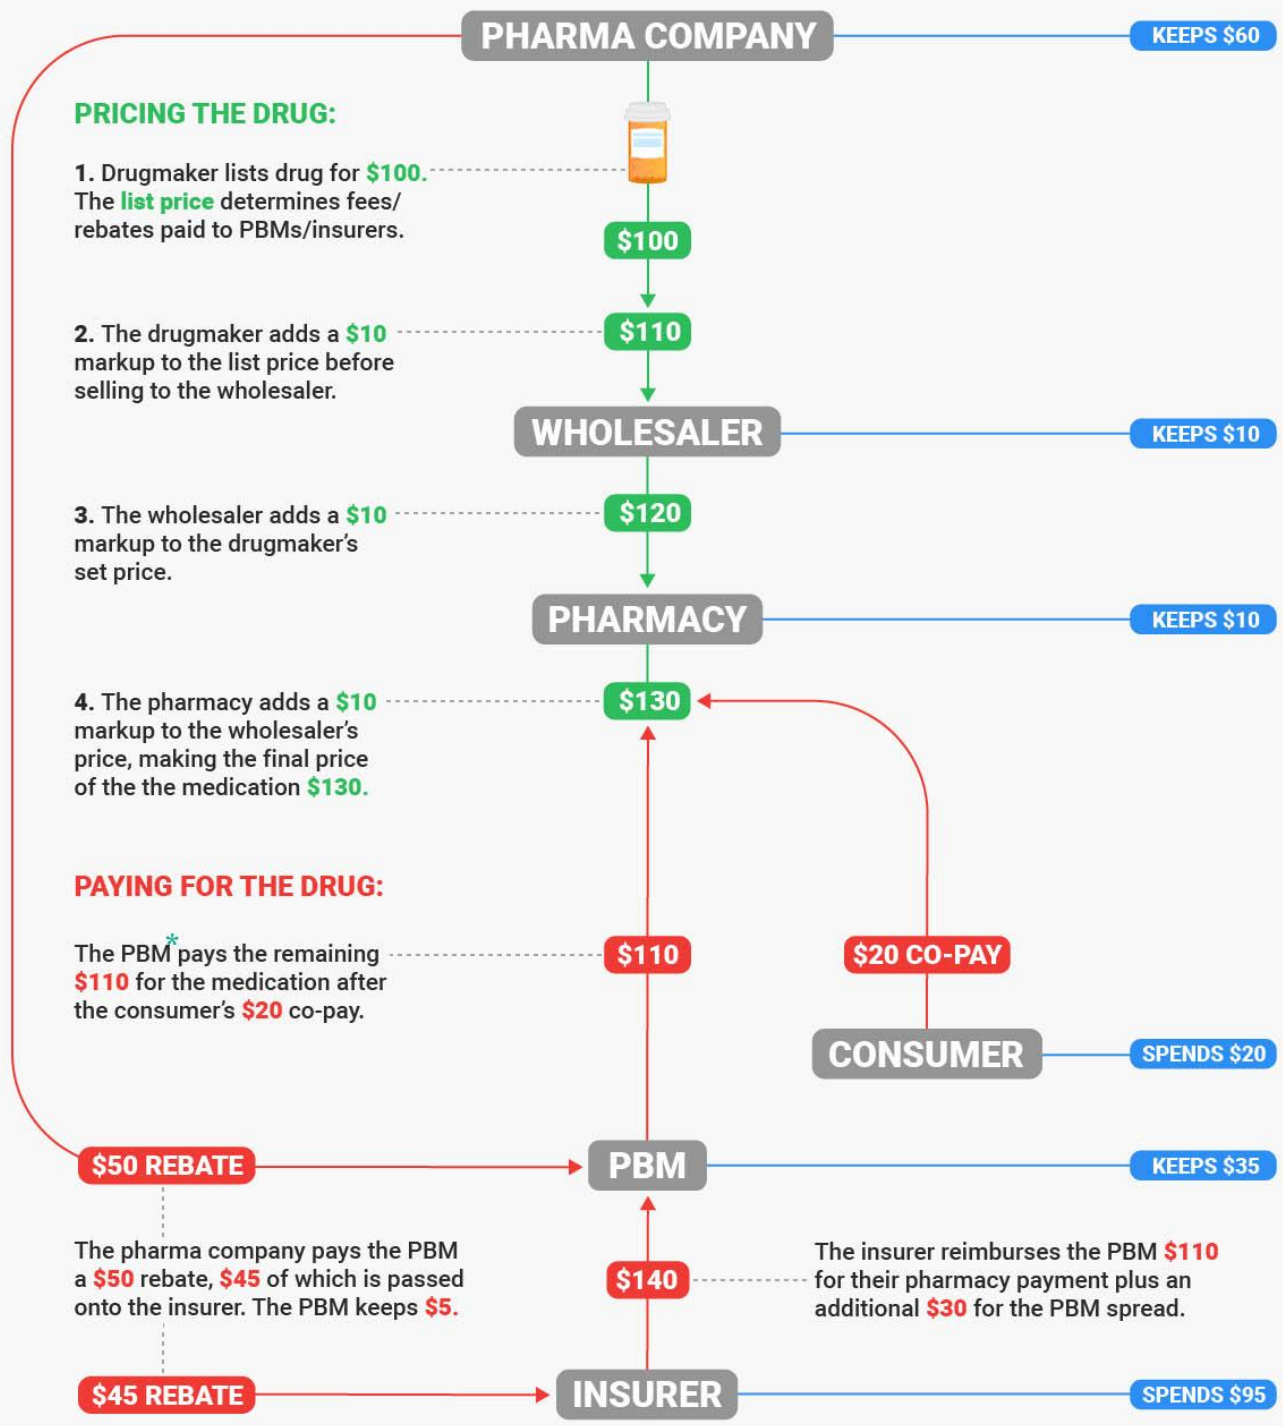 PHARMA COMPANY
KEEPS $60
PRICING THE DRUG:
1. Drugmaker lists drug for $100.
The list price determines fees/
rebates paid to PBMs/insurers.
$100
2. The drugmaker adds a $10
markup to the list price before
selling to the wholesaler.
$110
WHOLESALER
KEEPS $10
3. The wholesaler adds a $10
markup to the drugmaker's
set price.
$120
PHARMACY
KEEPS $10
4. The pharmacy adds a $10
markup to the wholesaler's
price, making the final price
of the the medication $130.
$130
PAYING FOR THE DRUG:
The PBM* pays the remaining
$110 for the medication after
the consumer's $20 co-pay.
$110
$20 CO-PAY
CONSUMER
SPENDS $20
$50 REBATE
PBM
KEEPS $35
The pharma company pays the PBM
a $50 rebate, $45 of which is passed
onto the insurer. The PBM keeps $5.
$140
The insurer reimburses the PBM $110
for their pharmacy payment plus an
additional $30 for the PBM spread.
$45 REBATE
INSURER
SPENDS $95